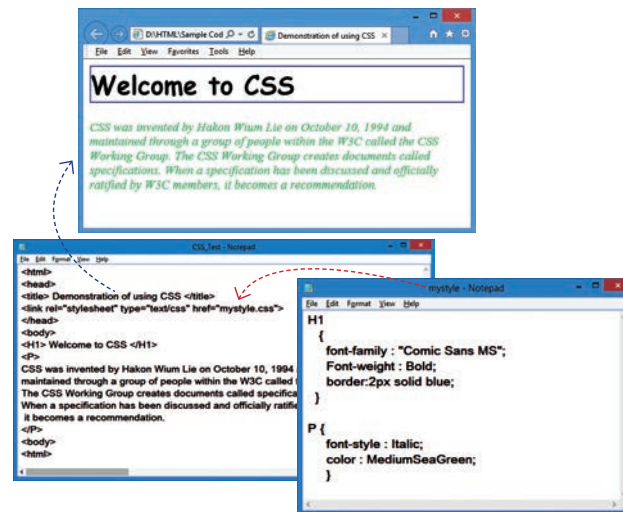 D:\HTML\Sample Cod
Demonstration of using CSS
File Edit View Favorites Tools Help
Welcome to CSS
CSS was invented by Hakon Wium Lie on October 10, 1994 and
maintained through a group of people within the W3C called the CSS
Working Group. The CSS Working Group creates documents called
specifications. When a specification has been discussed and officially
ratified by W3C members, it becomes a recommendation.
CSS_Test - Notepad
File Edit Format View Help
<html>
<head>
<title> Demonstration of using CSS </title>
<link rel="stylesheet" type="text/css" href="mystyle.css">
</head>
<body>
<H1> Welcome to CSS </H1>
<P>
CSS was invented by Hakon Wium Lie on October 10, 1994
maintained through a group of people within the W3C called
The CSS Working Group creates documents called specifica
When a specification has been discussed and officially ratifie
it becomes a recommendation.
</P>
<body>
<html>
mystyle - Notepad
File Edit Format View Help
H1
{
font-family : "Comic Sans MS";
Font-weight : Bold;
border:2px solid blue;
}
P {
font-style : Italic;
color : MediumSeaGreen;
}